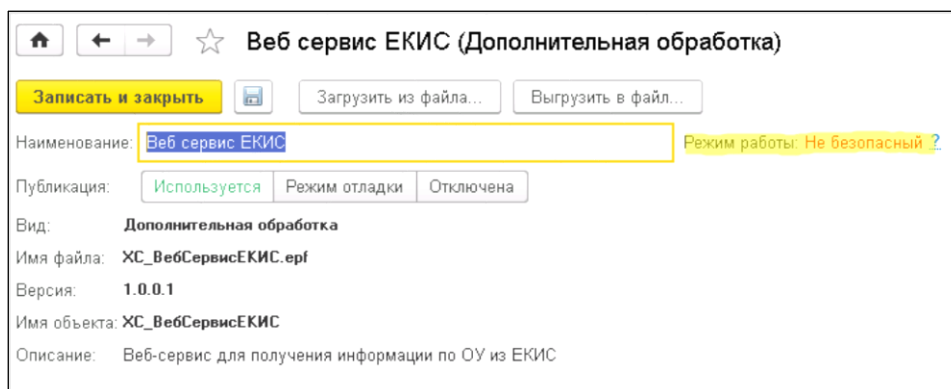 Веб сервис ЕКИС (Дополнительная обработка)
Записать и закрыть Загрузить из файла... Выгрузить в файл...
Наименование: Веб сервис ЕКИС Режим работы: Не безопасный ?
Публикация: Используется Режим отладки Отключена
Вид: Дополнительная обработка
Имя файла: ХС_ВебСервисЕКИС.epf
Версия: 1.0.0.1
Имя объекта: ХС_ВебСервисЕКИС
Описание: Веб-сервис для получения информации по ОУ из ЕКИС